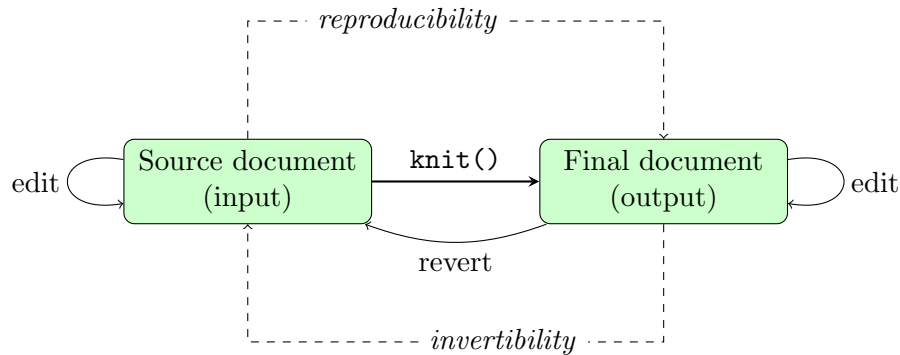 reproducibility
edit
Source document
(input)
knit()
Final document
(output)
edit
revert
invertibility